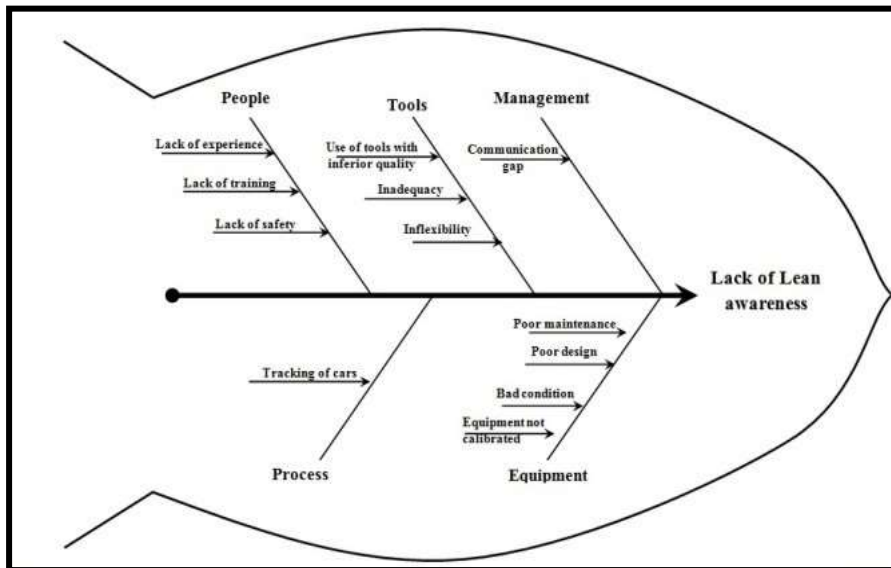 People
Tools
Management
Lack of experience
Lack of training
Lack of safety
Use of tools with
inferior quality
Inadequacy
Inflexibility
Communication
gap
Lack of Lean
awareness
Tracking of cars
Process
Poor maintenance
Poor design
Bad condition
Equipment not
calibrated
Equipment